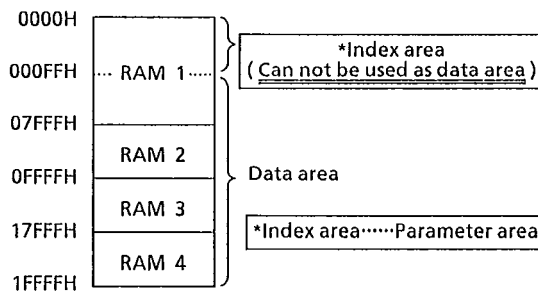 0000H
*Index area
(Can not be used as data area)
000FFH
RAM 1
07FFFH
RAM 2
0FFFFH
Data area
RAM 3
17FFFH
*Index area……Parameter area
RAM 4
1FFFFH